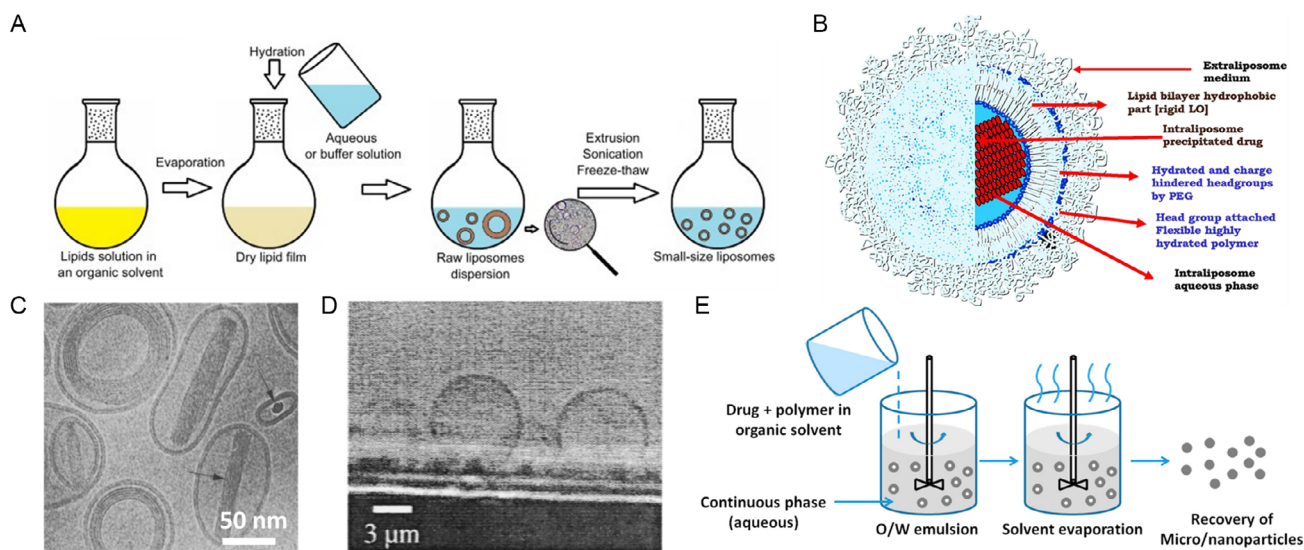 A
Hydration
Aqueous
or buffer solution
Evaporation
Extrusion
Sonication
Freeze-thaw
Lipids solution in
an organic solvent
Dry lipid film
Raw liposomes
dispersion
Small-size liposomes
B
Extraliposome
medium
Lipid bilayer hydrophobic
part [rigid LO]
Intraliposome
precipitated drug
Hydrated and charge
hindered headgroups
by PEG
Head group attached
Flexible highly
hydrated polymer
Intraliposome
aqueous phase
C
50 nm
D
3 μm
E
Drug + polymer in
organic solvent
Continuous phase
(aqueous)
O/W emulsion
Solvent evaporation
Recovery of
Micro/nanoparticles